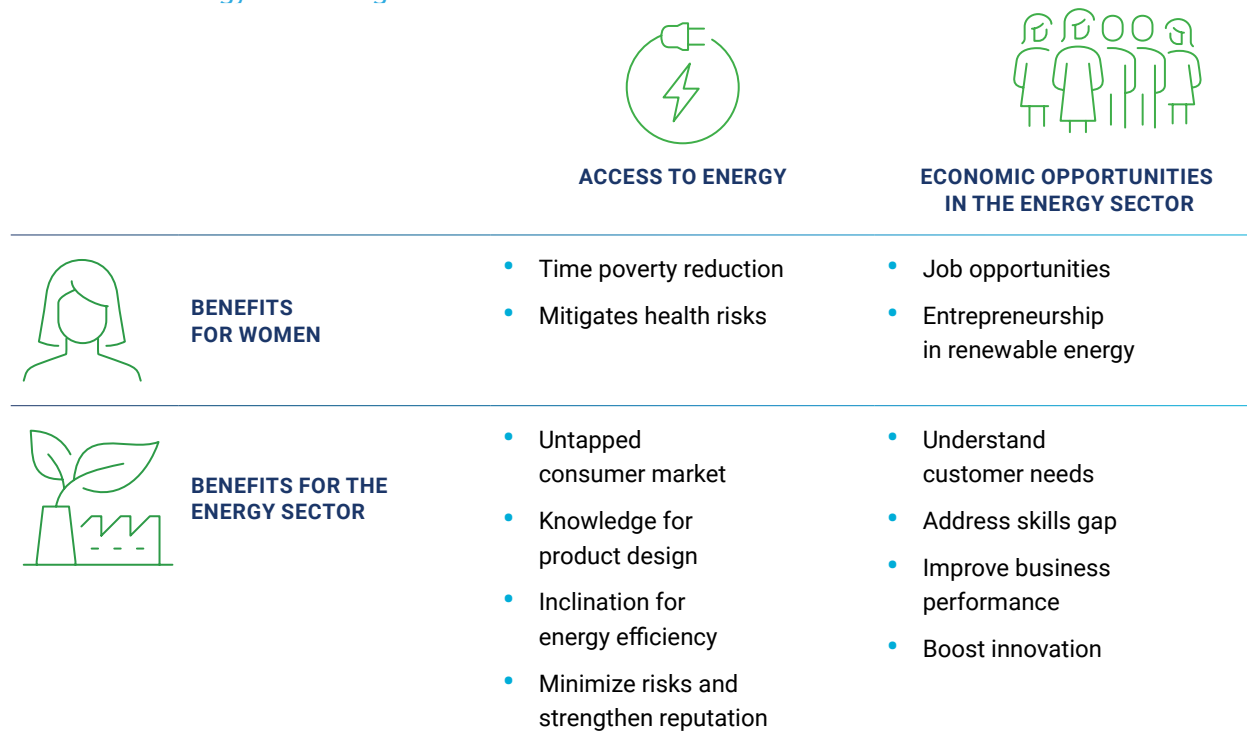 ACCESS TO ENERGY
ECONOMIC OPPORTUNITIES
IN THE ENERGY SECTOR
BENEFITS
FOR WOMEN
• Time poverty reduction
• Mitigates health risks
• Job opportunities
• Entrepreneurship
in renewable energy
BENEFITS FOR THE
ENERGY SECTOR
• Untapped
consumer market
• Knowledge for
product design
• Inclination for
energy efficiency
• Minimize risks and
strengthen reputation
• Understand
customer needs
• Address skills gap
• Improve business
performance
• Boost innovation